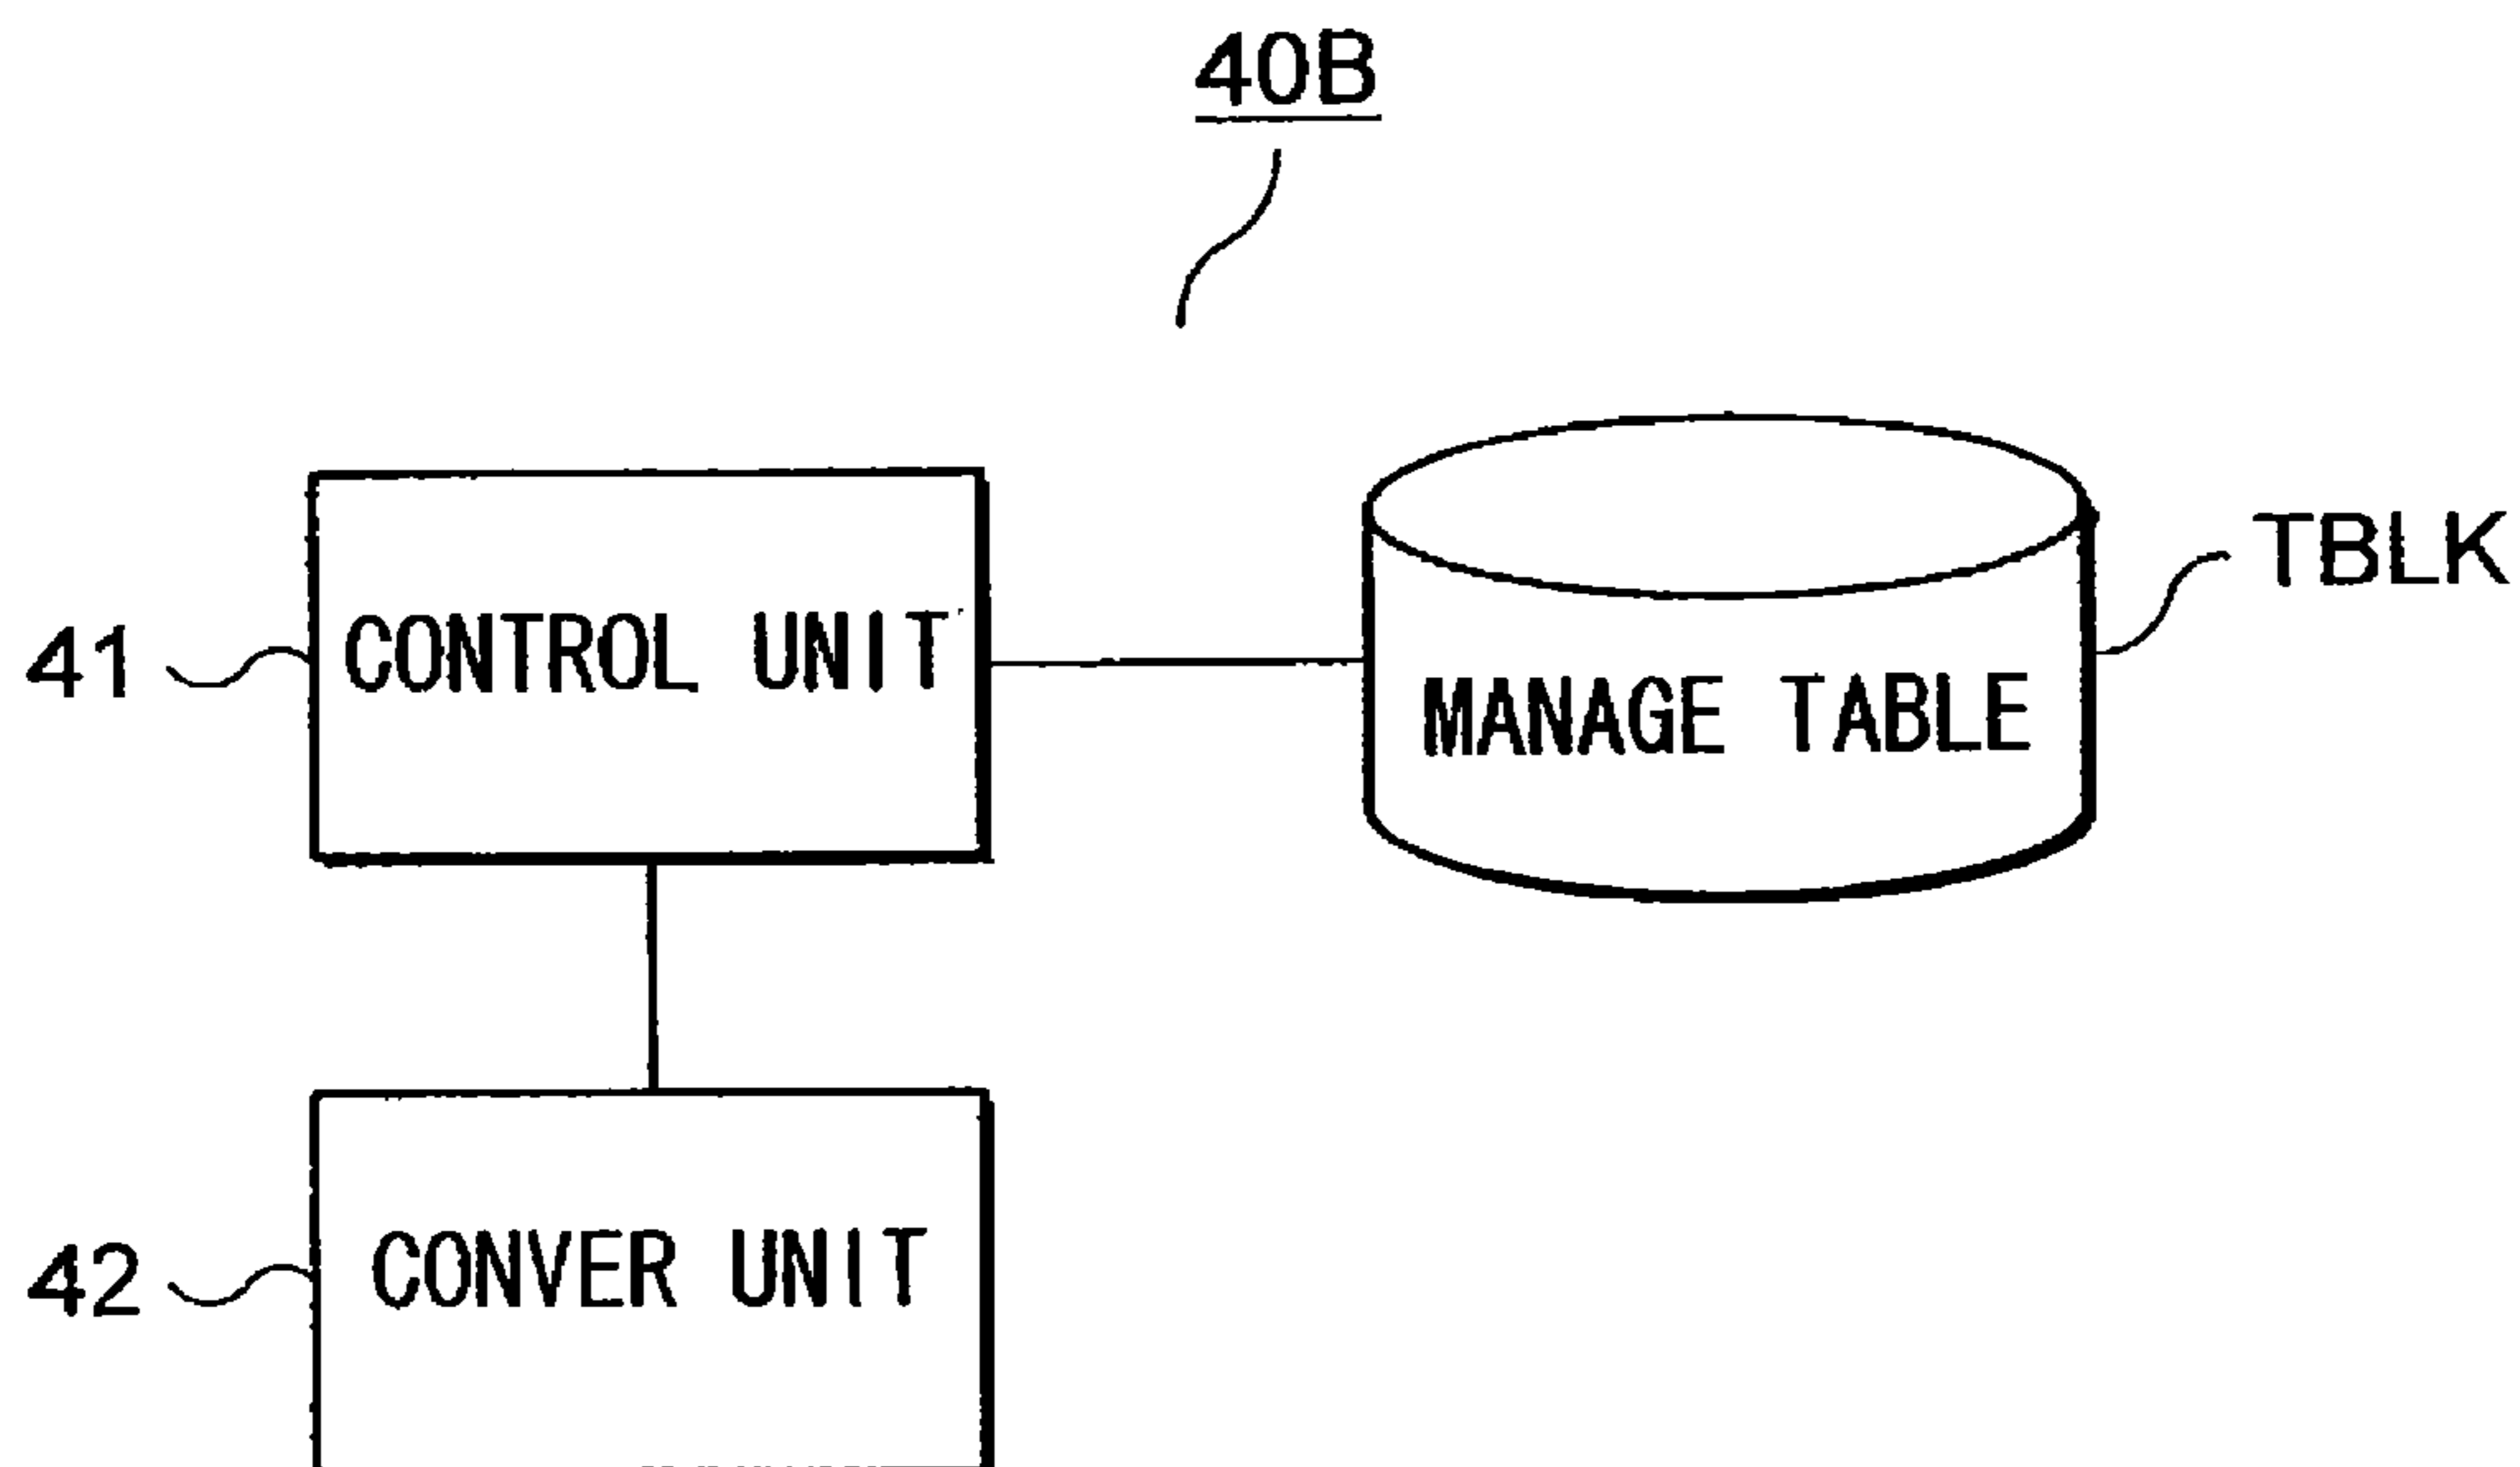 40B
TBLK
41
CONTROL UNIT
MANAGE TABLE
42
CONVER UNIT